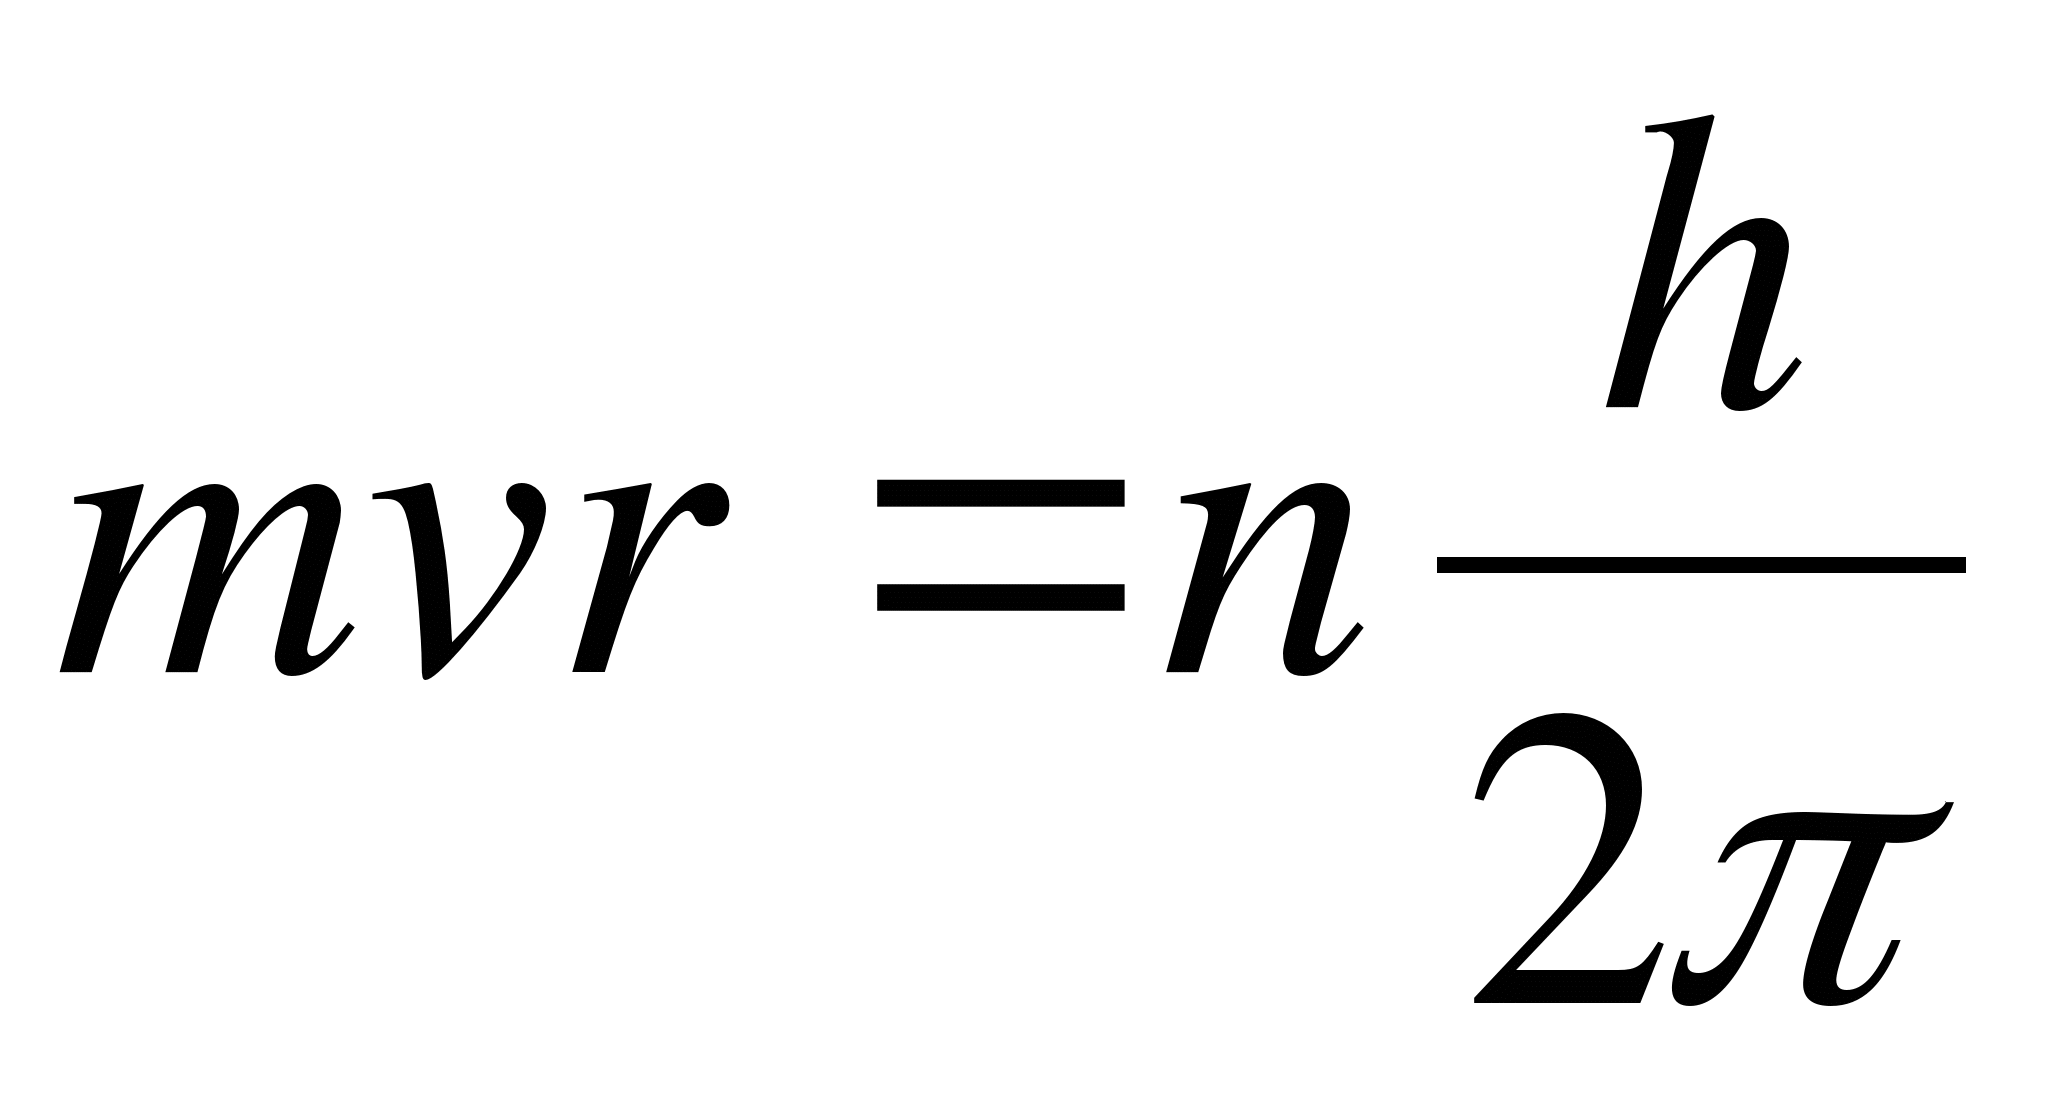 mvr = n h/2π